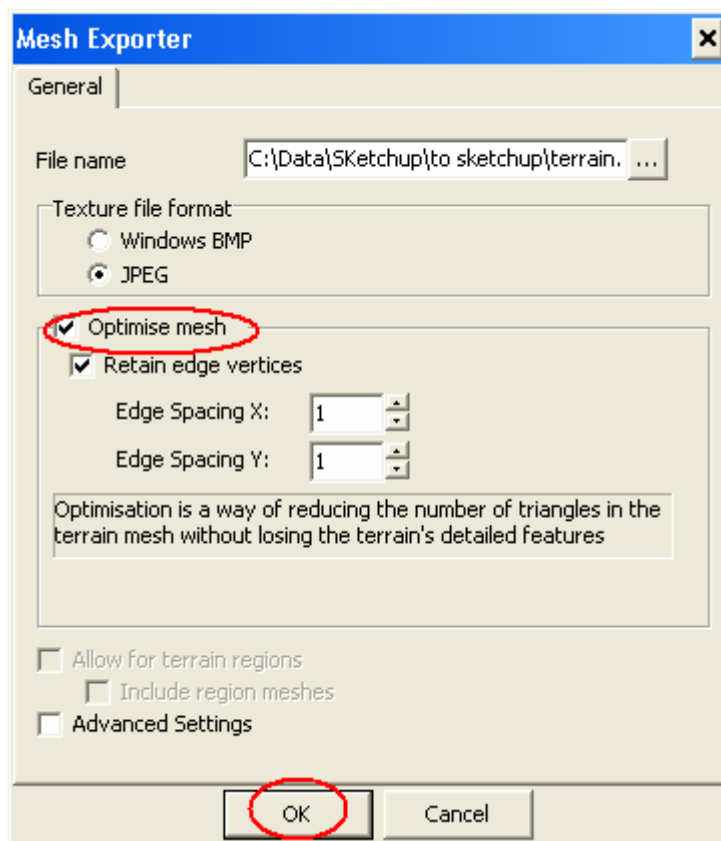 Mesh Exporter
General
File name
C:\Data\SKetchup\to sketchup\terrain.
...
Texture file format
Windows BMP
JPEG
Optimise mesh
Retain edge vertices
Edge Spacing X: 1
Edge Spacing Y: 1
Optimisation is a way of reducing the number of triangles in the
terrain mesh without losing the terrain's detailed features
Allow for terrain regions
Include region meshes
Advanced Settings
OK
Cancel